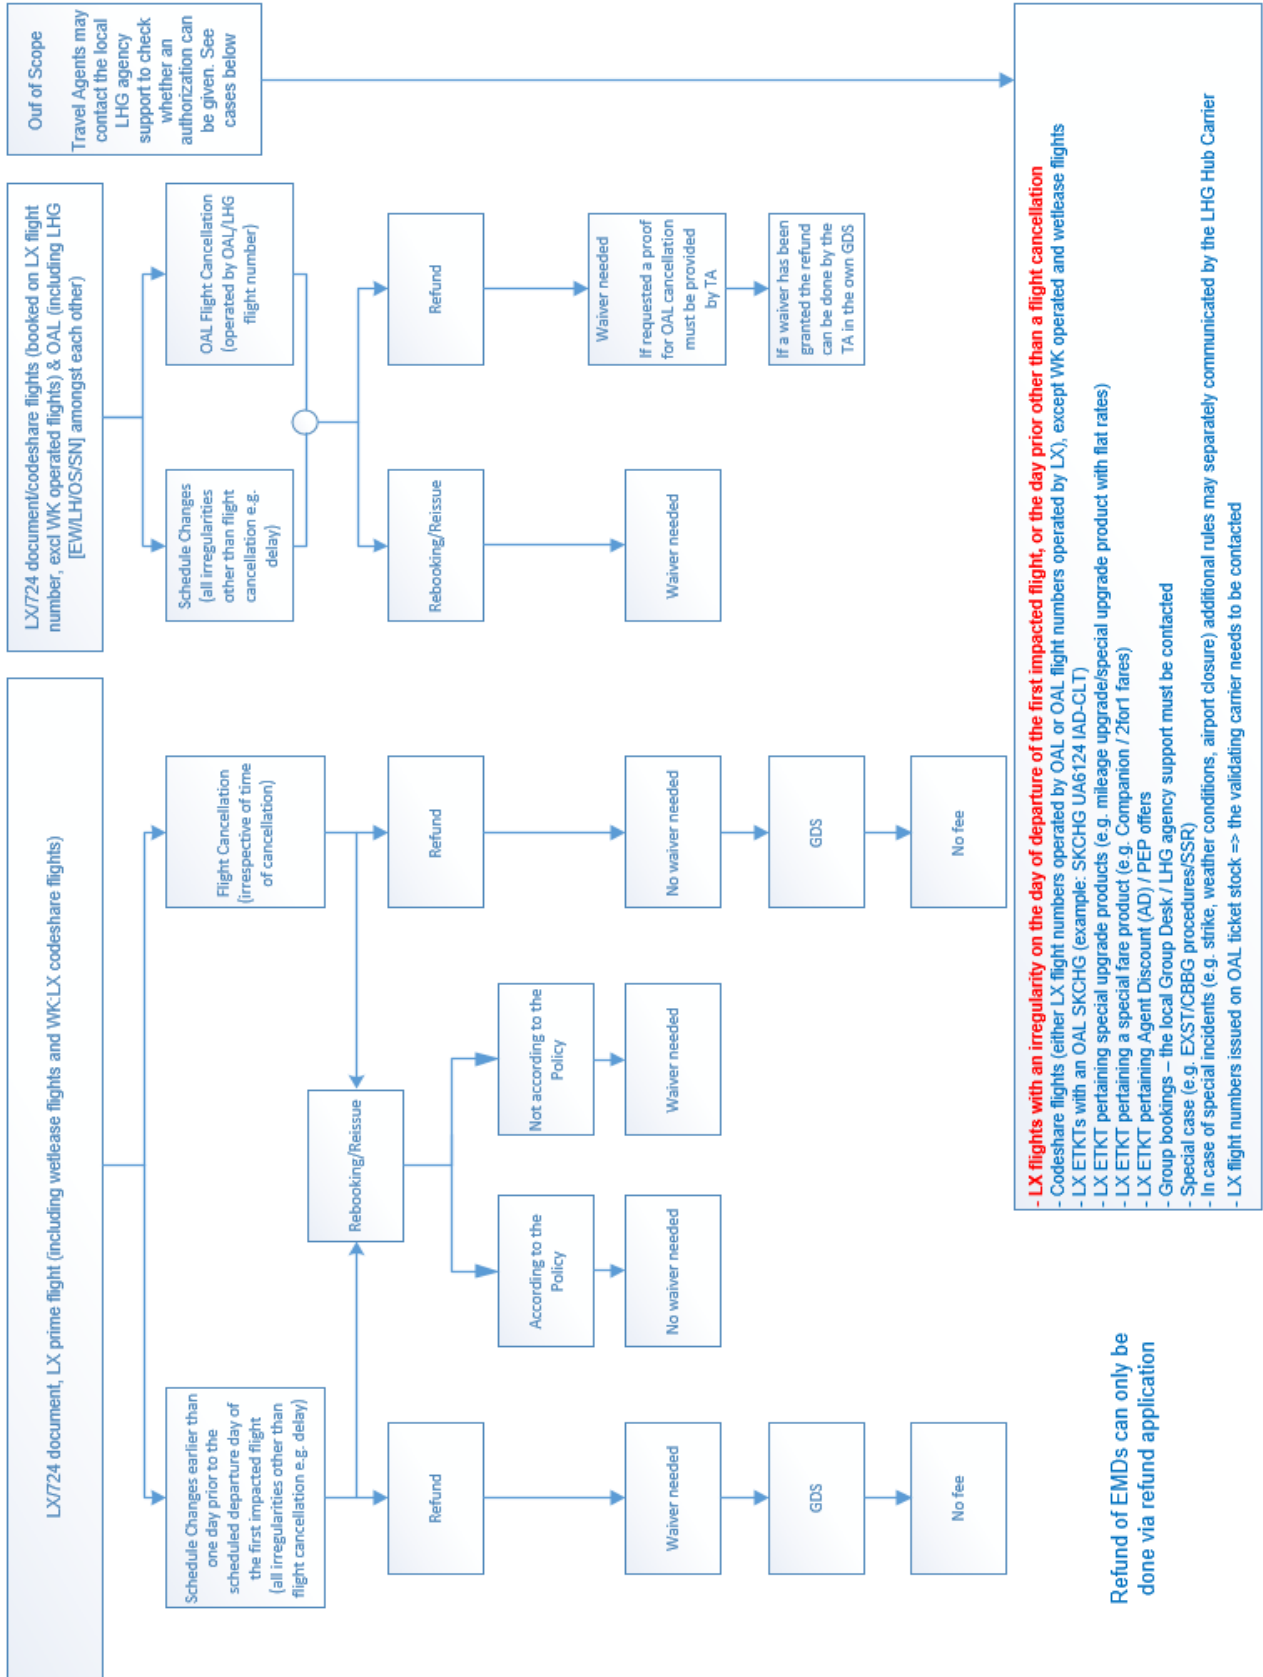 LX/724 document, LX prime flight (including wetlease flights and WK:LX codeshare flights)
Schedule Changes earlier than
one day prior to the
scheduled departure day of
the first impacted flight
(all irregularities other than
flight cancellation e.g. delay)
Flight Cancellation
(irrespective of time
of cancellation)
Rebooking/Reissue
Refund
Refund
According to the
Policy
Not according to the
Policy
Waiver needed
No waiver needed
Waiver needed
No waiver needed
GDS
GDS
No fee
No fee
LX/724 document/codeshare flights (booked on LX flight
number, excl WK operated flights) & OAL (including LHG
[EW/LH/OS/SN] amongst each other)
Schedule Changes
(all irregularities
other than flight
cancellation e.g.
delay)
OAL Flight Cancellation
(operated by OAL/LHG
flight number)
Rebooking/Reissue
Refund
Waiver needed
Waiver needed
If requested a proof
for OAL cancellation
must be provided
by TA
If a waiver has been
granted the refund
can be done by the
TA in the own GDS
Ouf of Scope
Travel Agents may
contact the local
LHG agency
support to check
whether an
authorization can
be given. See
cases below
Refund of EMDs can only be
done via refund application
- LX flights with an irregularity on the day of departure of the first impacted flight, or the day prior other than a flight cancellation
- Codeshare flights (either LX flight numbers operated by OAL or OAL flight numbers operated by LX), except WK operated and wetlease flights
- LX ETKTs with an OAL SKCHG (example: SKCHG UA6124 IAD-CLT)
- LX ETKT pertaining special upgrade products (e.g. mileage upgrade/special upgrade product with flat rates)
- LX ETKT pertaining a special fare product (e.g. Companion / 2for1 fares)
- LX ETKT pertaining Agent Discount (AD) / PEP offers
- Group bookings – the local Group Desk / LHG agency support must be contacted
- Special case (e.g. EXST/CBBG procedures/SSR)
- In case of special incidents (e.g. strike, weather conditions, airport closure) additional rules may separately communicated by the LHG Hub Carrier
- LX flight numbers issued on OAL ticket stock => the validating carrier needs to be contacted